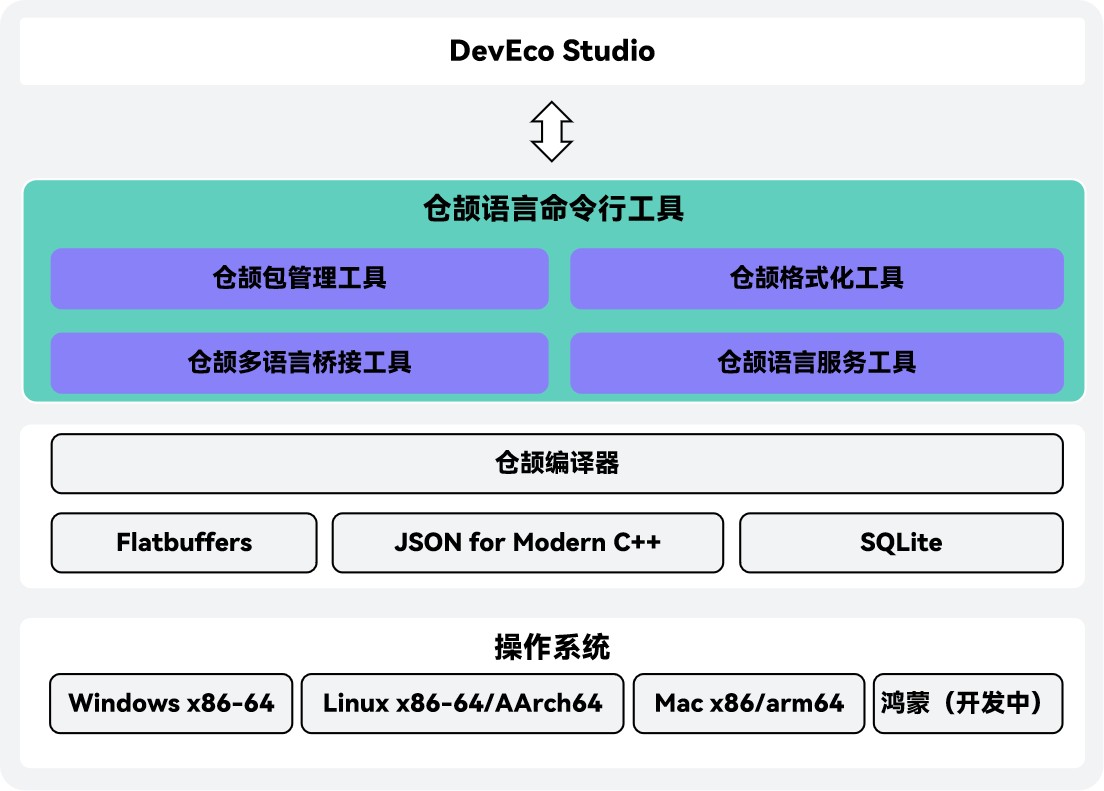 DevEco Studio
仓颉语言命令行工具
仓颉包管理工具
仓颉格式化工具
仓颉多语言桥接工具
仓颉语言服务工具
仓颉编译器
Flatbuffers
JSON for Modern C++
SQLite
操作系统
Windows x86-64
Linux x86-64/AArch64
Mac x86/arm64
鸿蒙（开发中）